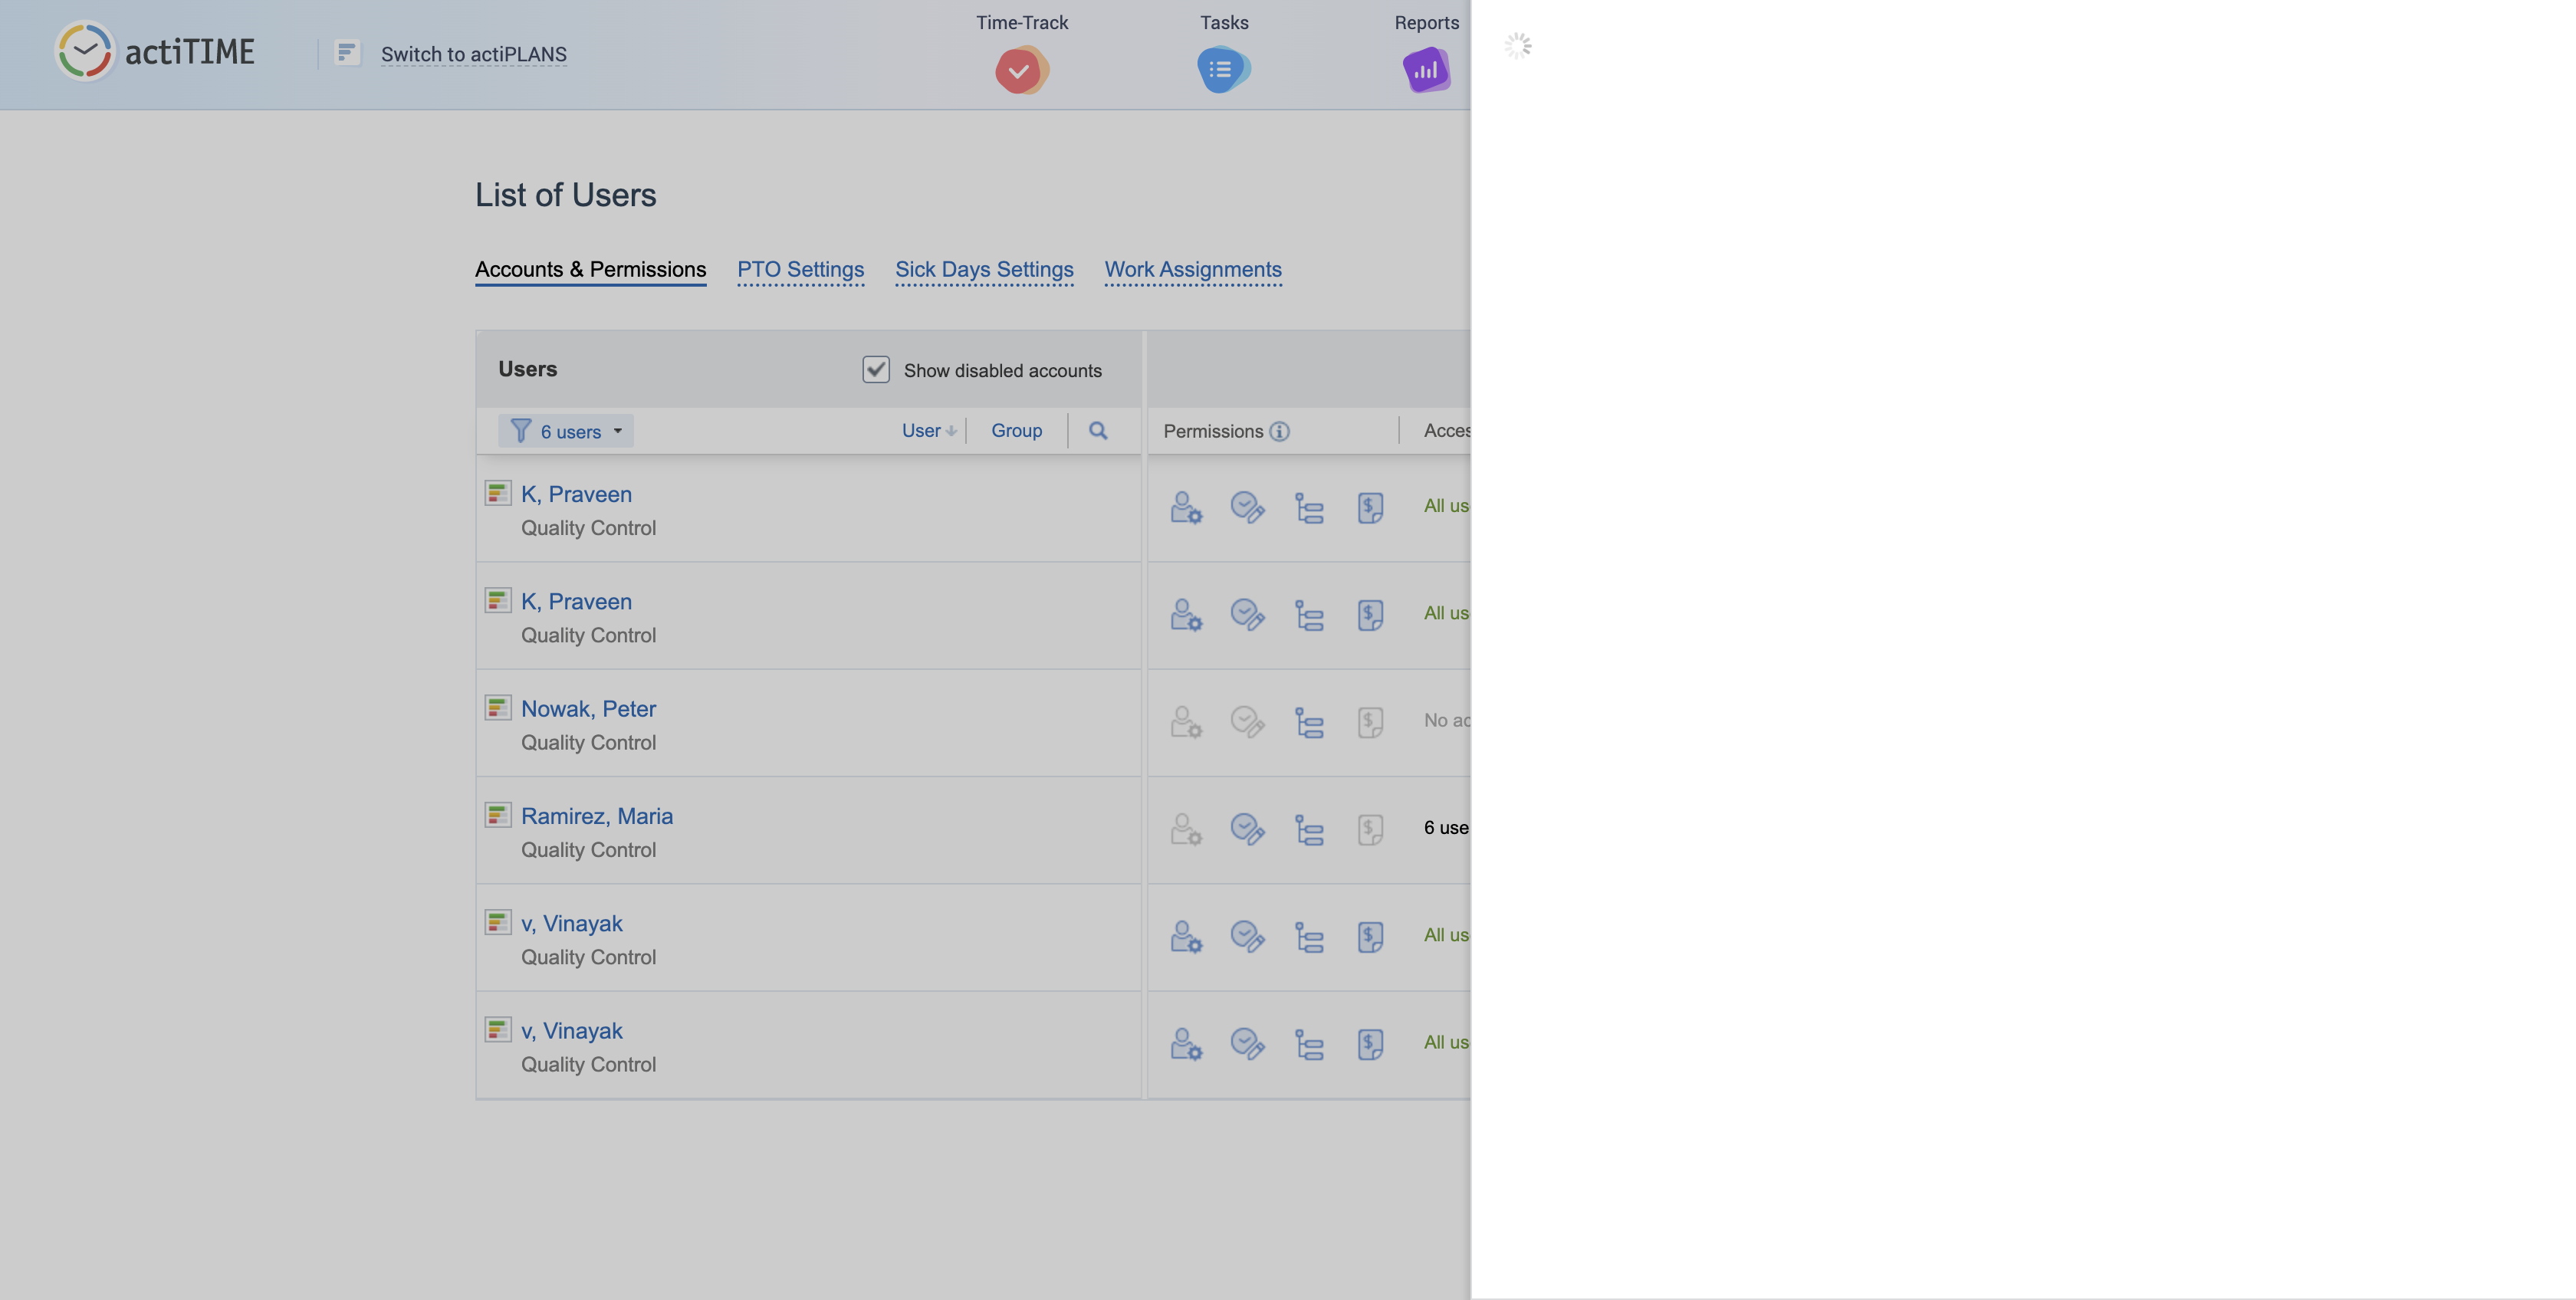 actiTIME
Switch to actiPLANS
Time-Track
Tasks
Reports
List of Users
Accounts & Permissions
PTO Settings
Sick Days Settings
Work Assignments
Users
Show disabled accounts
6 users
User
Group
Permissions
Acces
K, Praveen
Quality Control
All us
K, Praveen
Quality Control
All us
Nowak, Peter
Quality Control
No ac
Ramirez, Maria
Quality Control
6 use
v, Vinayak
Quality Control
All us
v, Vinayak
Quality Control
All us